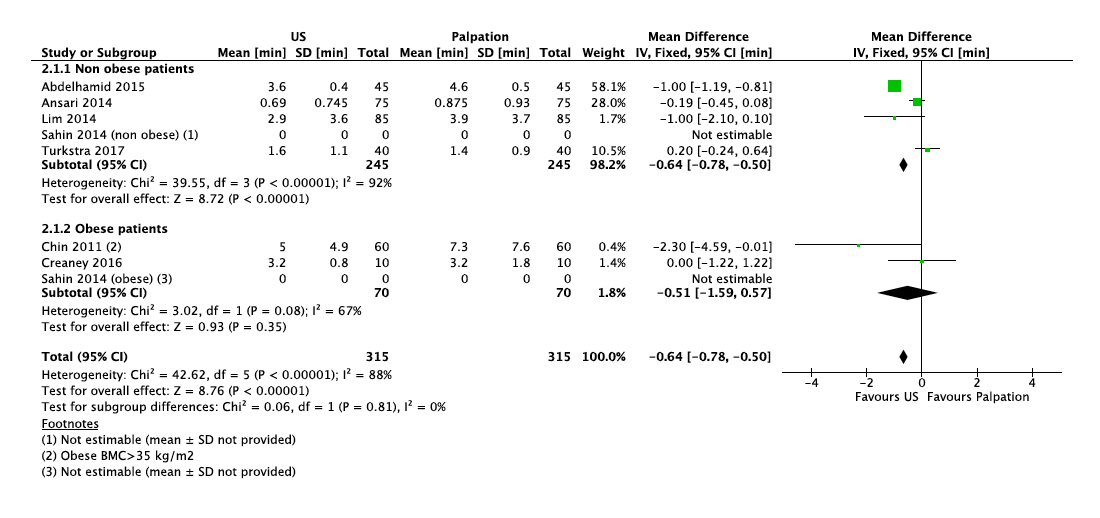 US Palpation Mean Difference Mean Difference
Study or Subgroup Mean [min] SD [min] Total Mean [min] SD [min] Total Weight IV, Fixed, 95% CI [min] IV, Fixed, 95% CI [min]
2.1.1 Non obese patients
Abdelhamid 2015 3.6 0.4 45 4.6 0.5 45 58.1% −1.00 [−1.19, −0.81]
Ansari 2014 0.69 0.745 75 0.875 0.93 75 28.0% −0.19 [−0.45, 0.08]
Lim 2014 2.9 3.6 85 3.9 3.7 85 1.7% −1.00 [−2.10, 0.10]
Sahin 2014 (non obese) (1) 0 0 0 0 0 0 Not estimable
Turkstra 2017 1.6 1.1 40 1.4 0.9 40 10.5% 0.20 [−0.24, 0.64]
Subtotal (95% CI) 245 245 98.2% −0.64 [−0.78, −0.50]
Heterogeneity: Chi² = 39.55, df = 3 (P < 0.00001); I² = 92%
Test for overall effect: Z = 8.72 (P < 0.00001)
2.1.2 Obese patients
Chin 2011 (2) 5 4.9 60 7.3 7.6 60 0.4% −2.30 [−4.59, −0.01]
Creaney 2016 3.2 0.8 10 3.2 1.8 10 1.4% 0.00 [−1.22, 1.22]
Sahin 2014 (obese) (3) 0 0 0 0 0 0 Not estimable
Subtotal (95% CI) 70 70 1.8% −0.51 [−1.59, 0.57]
Heterogeneity: Chi² = 3.02, df = 1 (P = 0.08); I² = 67%
Test for overall effect: Z = 0.93 (P = 0.35)
Total (95% CI) 315 315 100.0% −0.64 [−0.78, −0.50]
Heterogeneity: Chi² = 42.62, df = 5 (P < 0.00001); I² = 88%
Test for overall effect: Z = 8.76 (P < 0.00001)
Test for subgroup differences: Chi² = 0.06, df = 1 (P = 0.81), I² = 0%
−4 −2 0 2 4
Favours US Favours Palpation
Footnotes
(1) Not estimable (mean ± SD not provided)
(2) Obese BMC>35 kg/m2
(3) Not estimable (mean ± SD not provided)